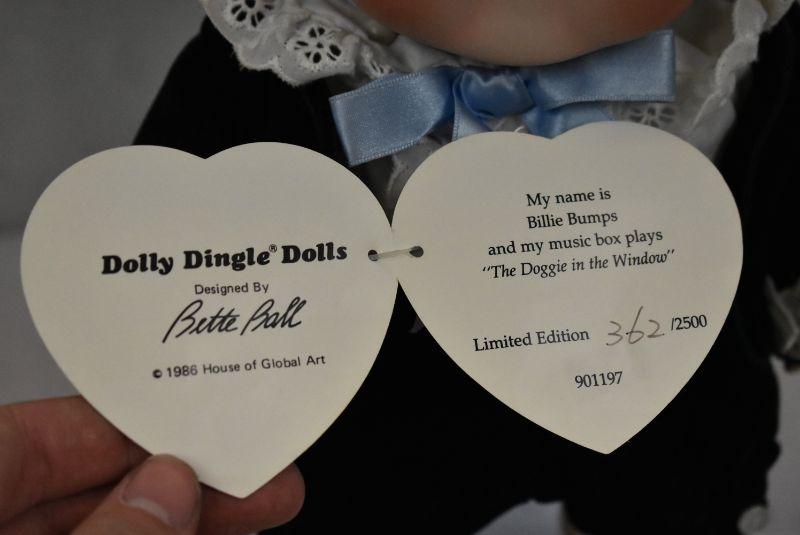 Dolly Dingle® Dolls
Designed By
Bette Ball
© 1986 House of Global Art
My name is
Billie Bumps
and my music box plays
"The Doggie in the Window"
Limited Edition 362 /2500
901197